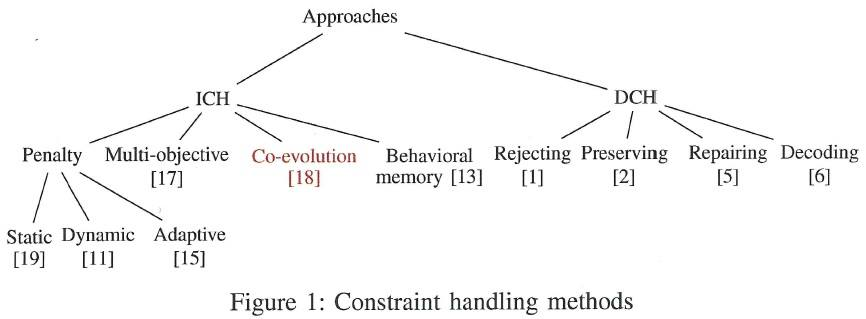 Approaches
ICH
DCH
Penalty
Multi-objective
[17]
Co-evolution
[18]
Behavioral
memory [13]
Rejecting
[1]
Preserving
[2]
Repairing
[5]
Decoding
[6]
Static
[19]
Dynamic
[11]
Adaptive
[15]
Figure 1: Constraint handling methods